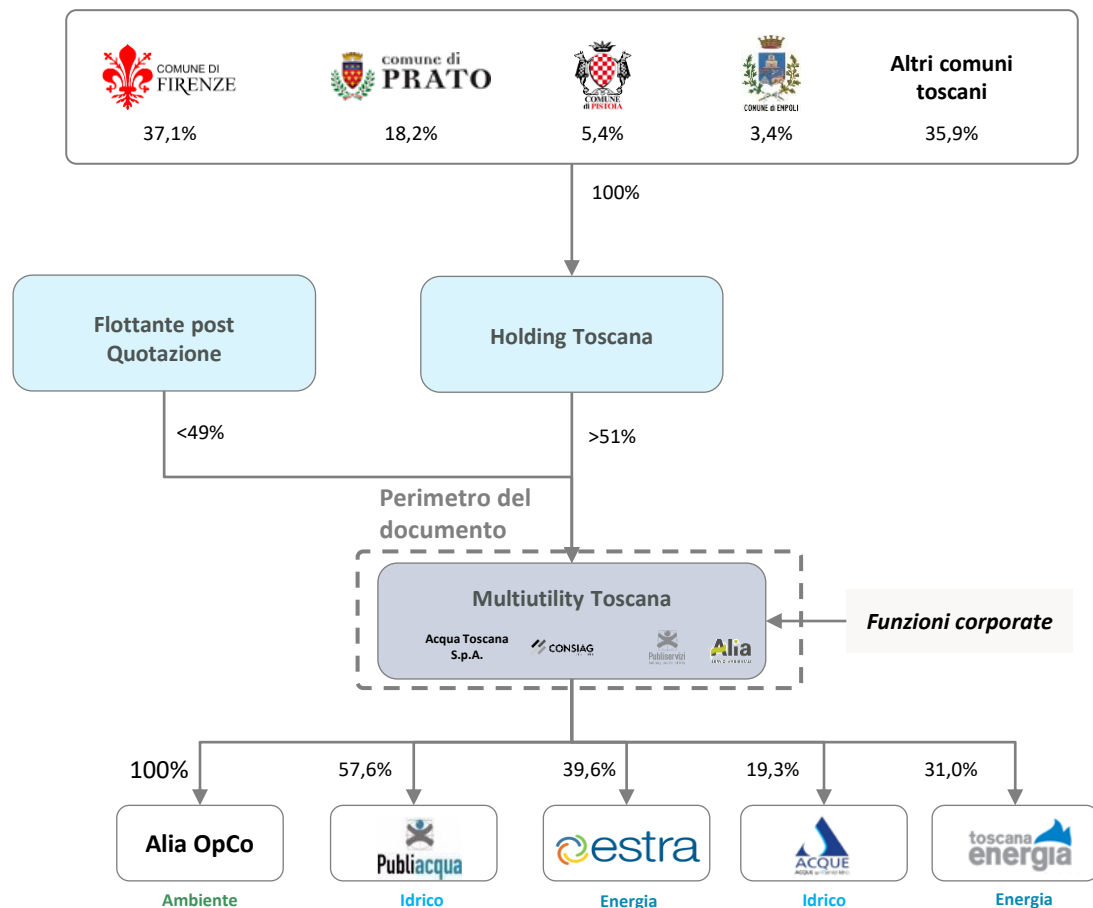 COMUNE DI
FIRENZE
comune di
PRATO
COMUNE
di PISTOIA
COMUNE di EMPOLI
Altri comuni
toscani
37,1%
18,2%
5,4%
3,4%
35,9%
100%
Flottante post
Quotazione
Holding Toscana
<49%
>51%
Perimetro del
documento
Multiutility Toscana
Acqua Toscana
S.p.A.
CONSIAG
Publiservizi
Alia
Funzioni corporate
100%
57,6%
39,6%
19,3%
31,0%
Alia OpCo
Publiacqua
estra
ACQUE
toscana
energia
Ambiente
Idrico
Energia
Idrico
Energia